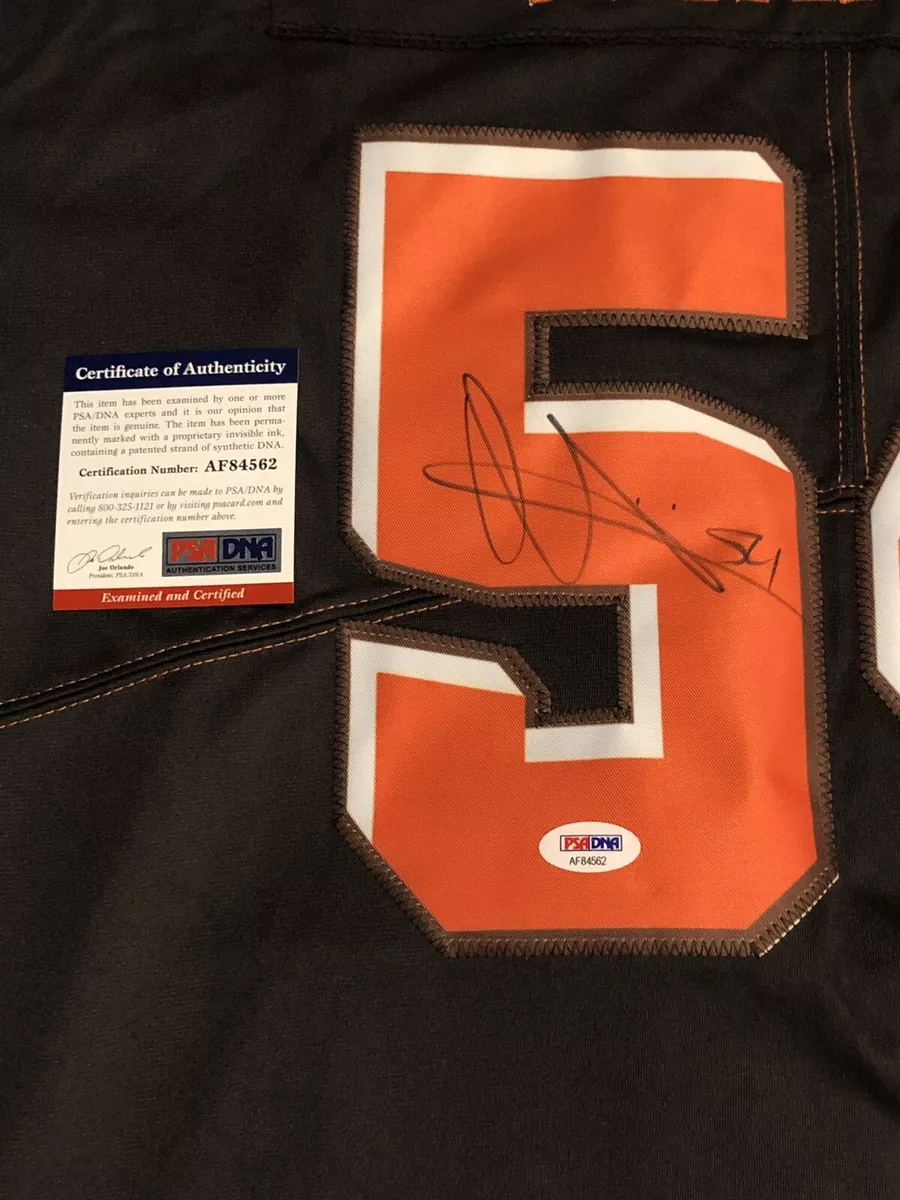 5
Certificate of Authenticity
This item has been examined by one or more
PSA/DNA experts and it is our opinion that
the item is genuine. The item has been perma-
nently marked with a proprietary invisible ink,
containing a patented strand of synthetic DNA.
Certification Number: AF84562
Verification inquiries can be made to PSA/DNA by
calling 800-325-1121 or by visiting psacard.com and
entering the certification number above.
Joe Orlando
President, PSA/DNA
PSA DNA
AUTHENTICATION SERVICES
Examined and Certified
54
PSA DNA
AF84562